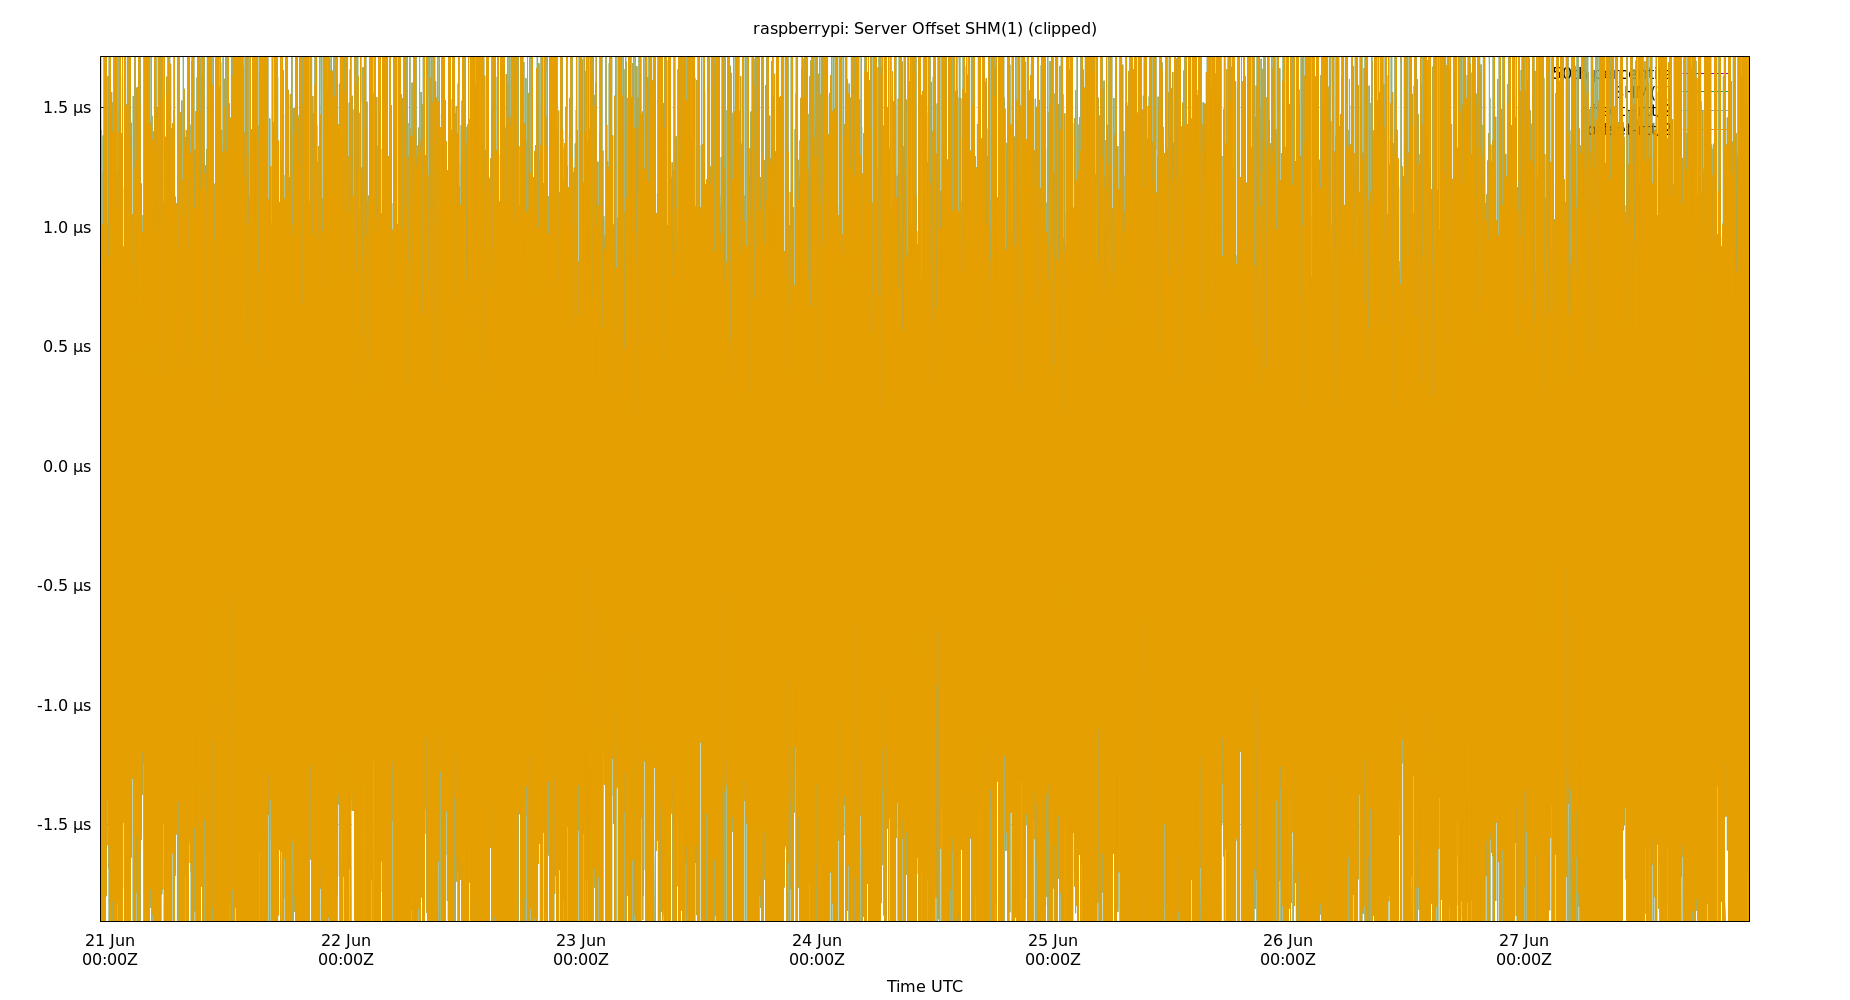 raspberrypi: Server Offset SHM(1) (clipped)
50th percentile
1.5 µs
1.0 µs
0.5 µs
0.0 µs
-0.5 µs
-1.0 µs
-1.5 µs
21 Jun 22 Jun 23 Jun 24 Jun 25 Jun 26 Jun 27 Jun
00:00Z 00:00Z 00:00Z 00:00Z 00:00Z 00:00Z 00:00Z
Time UTC